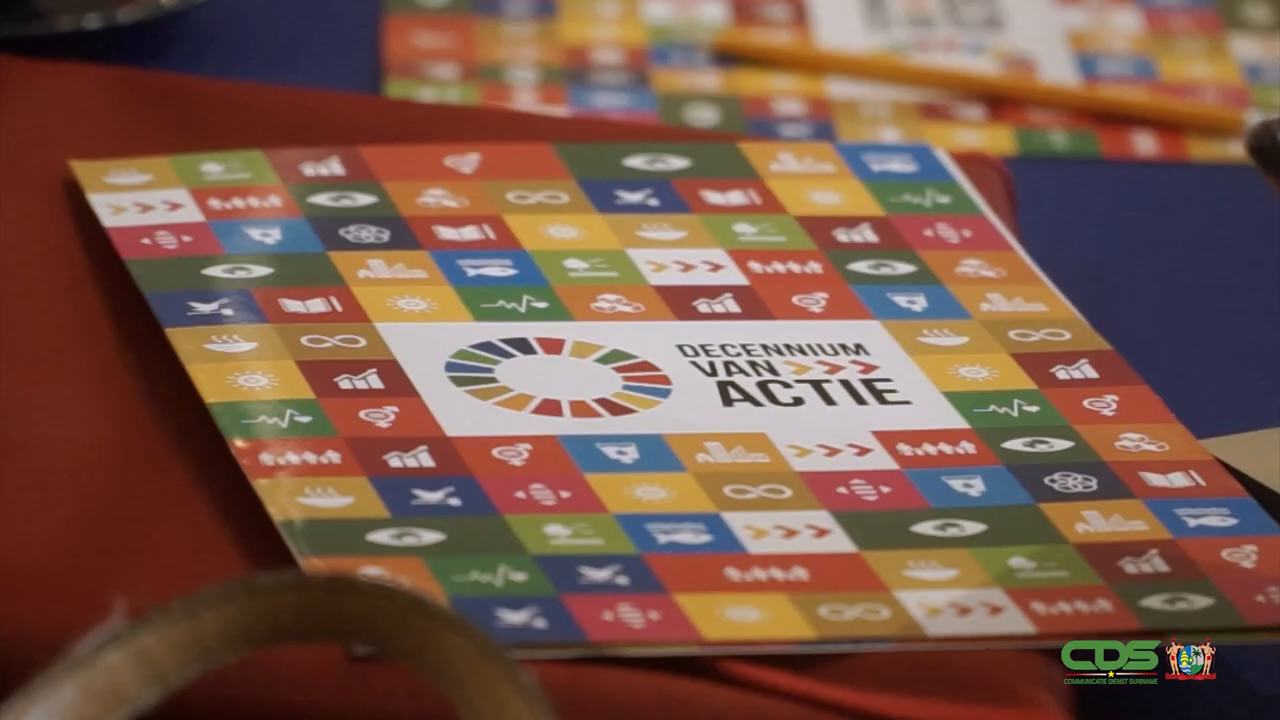 DECENNIUM
VAN
ACTIE
CDS
COMMUNICATIE DIENST SURINAME